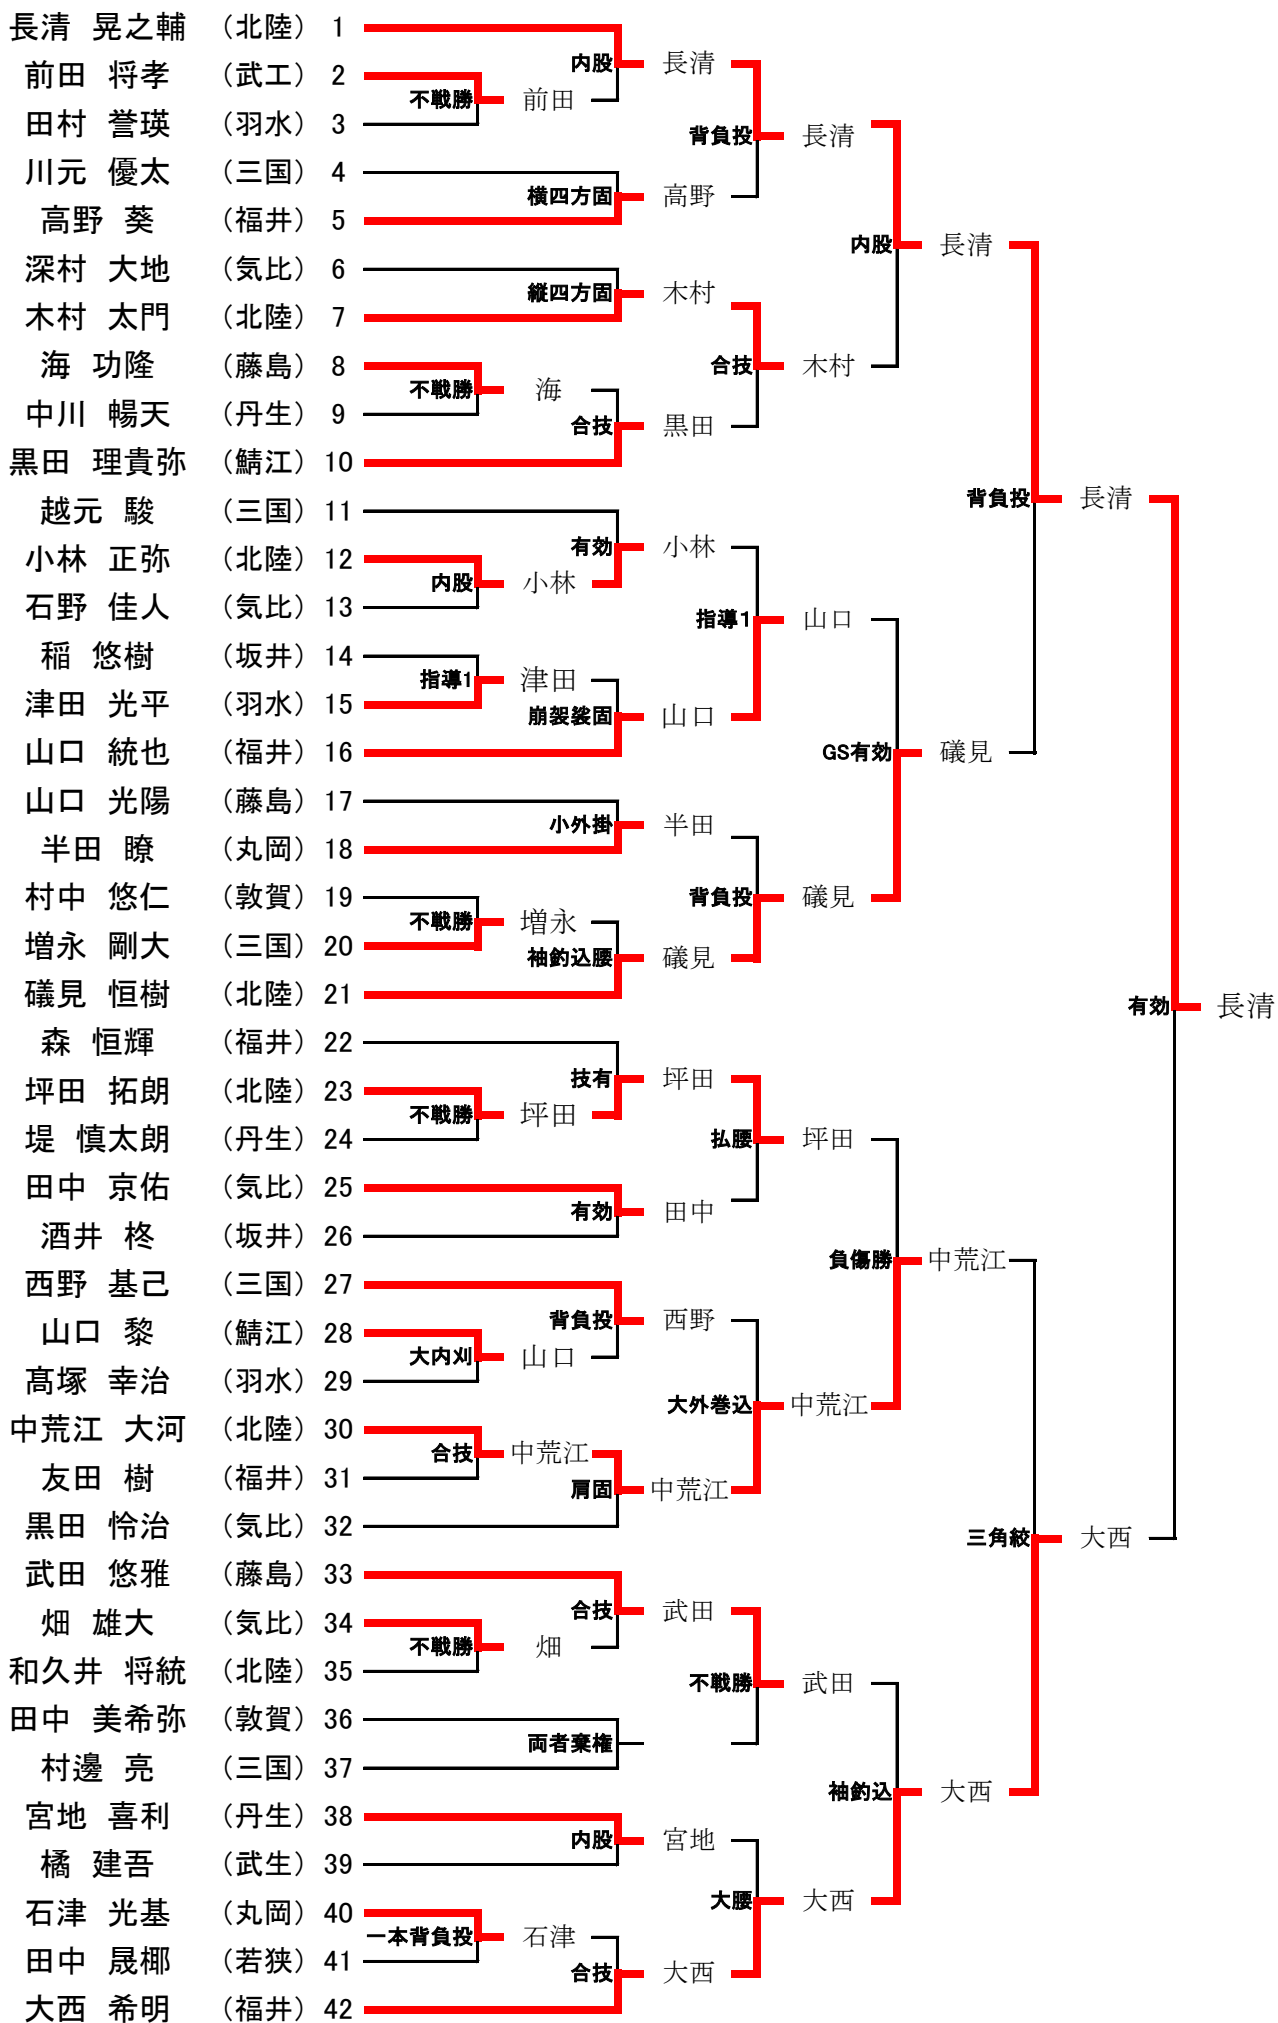 長清 晃之輔 （北陸） 1
内股 長清
前田 将孝 （武工） 2
不戦勝 前田
田村 誉瑛 （羽水） 3
背負投 長清
川元 優太 （三国） 4
横四方固 高野
高野 葵 （福井） 5
内股 長清
深村 大地 （気比） 6
縦四方固 木村
木村 太門 （北陸） 7
海 功隆 （藤島） 8
合技 木村
不戦勝 海
中川 暢天 （丹生） 9
合技 黒田
黒田 理貴弥 （鯖江） 10
背負投 長清
越元 駿 （三国） 11
有効 小林
小林 正弥 （北陸） 12
内股 小林
石野 佳人 （気比） 13
指導1 山口
稲 悠樹 （坂井） 14
指導1 津田
津田 光平 （羽水） 15
崩袈裟固 山口
山口 統也 （福井） 16
GS有効 礒見
山口 光陽 （藤島） 17
小外掛 半田
半田 瞭 （丸岡） 18
村中 悠仁 （敦賀） 19
背負投 礒見
不戦勝 増永
増永 剛大 （三国） 20
袖釣込腰 礒見
礒見 恒樹 （北陸） 21
有効 長清
森 恒輝 （福井） 22
技有 坪田
坪田 拓朗 （北陸） 23
不戦勝 坪田
堤 慎太朗 （丹生） 24
払腰 坪田
田中 京佑 （気比） 25
有効 田中
酒井 柊 （坂井） 26
負傷勝 中荒江
西野 基己 （三国） 27
背負投 西野
山口 黎 （鯖江） 28
大内刈 山口
髙塚 幸治 （羽水） 29
大外巻込 中荒江
中荒江 大河 （北陸） 30
合技 中荒江
友田 樹 （福井） 31
肩固 中荒江
黒田 怜治 （気比） 32
三角絞 大西
武田 悠雅 （藤島） 33
合技 武田
畑 雄大 （気比） 34
不戦勝 畑
和久井 将統 （北陸） 35
不戦勝 武田
田中 美希弥 （敦賀） 36
両者棄権
村邊 亮 （三国） 37
袖釣込 大西
宮地 喜利 （丹生） 38
内股 宮地
橘 建吾 （武生） 39
大腰 大西
石津 光基 （丸岡） 40
一本背負投 石津
田中 晟椰 （若狭） 41
合技 大西
大西 希明 （福井） 42